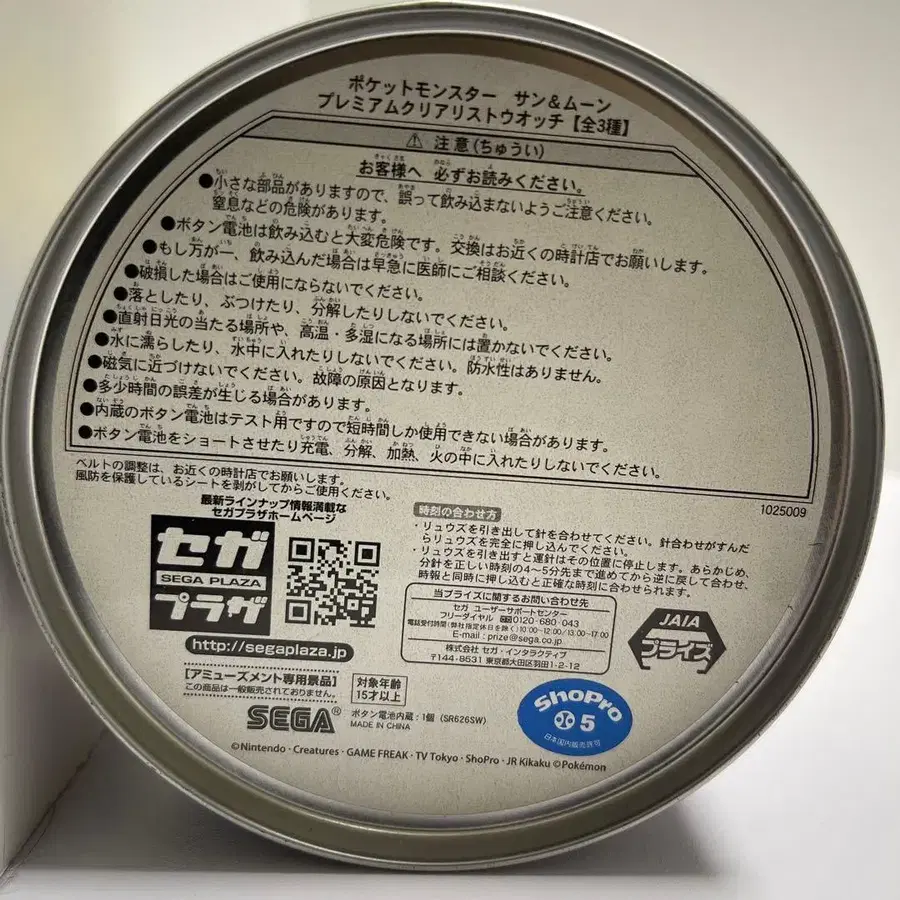 ポケットモンスター サン&ムーン
プレミアムクリアリストウオッチ【全3種】
⚠ 注意(ちゅうい)
お客様へ 必ずお読みください。
●小さな部品がありますので、誤って飲み込まないようご注意ください。
窒息などの危険があります。
●ボタン電池は飲み込むと大変危険です。交換はお近くの時計店でお願いします。
●もし万が一、飲み込んだ場合は早急に医師にご相談ください。
●破損した場合はご使用にならないでください。
●落としたり、ぶつけたり、分解したりしないでください。
●直射日光の当たる場所や、高温・多湿になる場所には置かないでください。
●水に濡らしたり、水中に入れたりしないでください。防水性はありません。
●磁気に近づけないでください。故障の原因となります。
●多少時間の誤差が生じる場合があります。
●内蔵のボタン電池はテスト用ですので短時間しか使用できない場合があります。
●ボタン電池をショートさせたり充電、分解、加熱、火の中に入れたりしないでください。
ベルトの調整は、お近くの時計店でお願いします。
風防を保護しているシートを剥がしてからご使用ください。
1025009
最新ラインナップ情報満載な
セガプラザホームページ
セガ
SEGA PLAZA
プラザ
http://segaplaza.jp/
時刻の合わせ方
・リュウズを引き出して針を合わせてください。針合わせがすんだ
らリュウズを完全に押し込んでください。
・リュウズを引き出すと運針はその位置に停止します。あらかじめ、
分針を正しい時刻の4~5分先まで進めてから逆に戻して合わせ、
時報と同時に押し込むと正確な時刻に合わせられます。
当プライズに関するお問い合わせ先
セガ ユーザーサポートセンター
フリーダイヤル 0120-680-043
電話受付時間(弊社指定休日を除く)10:00~12:00/13:00~17:00
E-mail : prize@sega.co.jp
株式会社 セガ・インタラクティブ
〒144-8531 東京都大田区羽田1-2-12
JAIA
プライズ
【アミューズメント専用景品】
この商品は一般販売されておりません。
対象年齢
15才以上
SEGA®
ボタン電池内蔵:1個 (SR626SW)
MADE IN CHINA
ShoPro
5
日本国内販売許可
©Nintendo・Creatures・GAME FREAK・TV Tokyo・ShoPro・JR Kikaku ©Pokémon